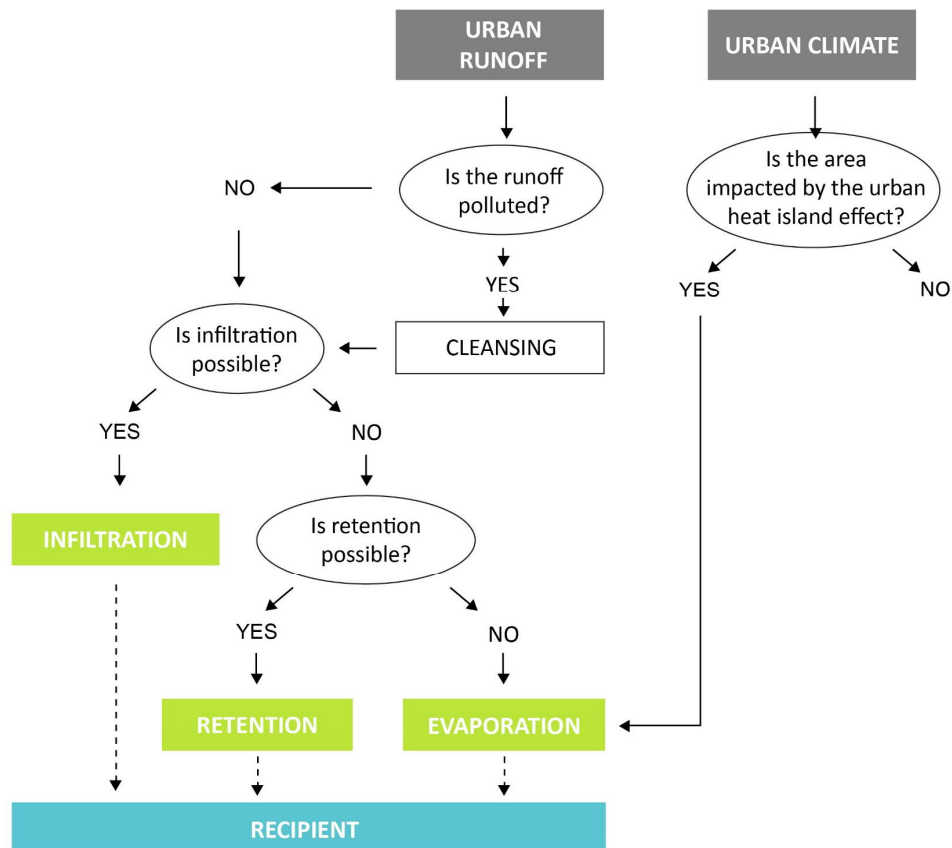 URBAN
RUNOFF
URBAN CLIMATE
Is the runoff
polluted?
Is the area
impacted by the urban
heat island effect?
NO
YES
YES
NO
Is infiltration
possible?
CLEANSING
YES
NO
INFILTRATION
Is retention
possible?
YES
NO
RETENTION
EVAPORATION
RECIPIENT